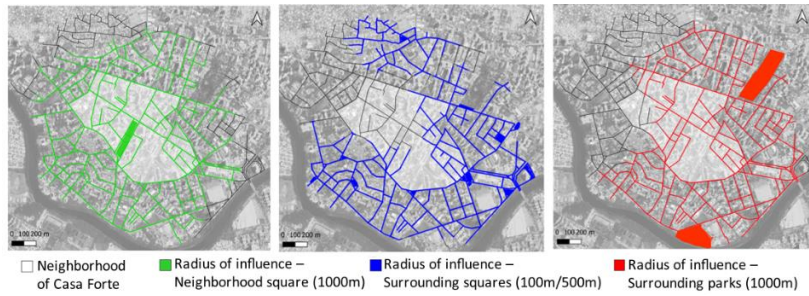 0 100 200 m
0 100 200 m
0 100 200 m
Neighborhood
of Casa Forte
Radius of influence –
Neighborhood square (1000m)
Radius of influence –
Surrounding squares (100m/500m)
Radius of influence –
Surrounding parks (1000m)